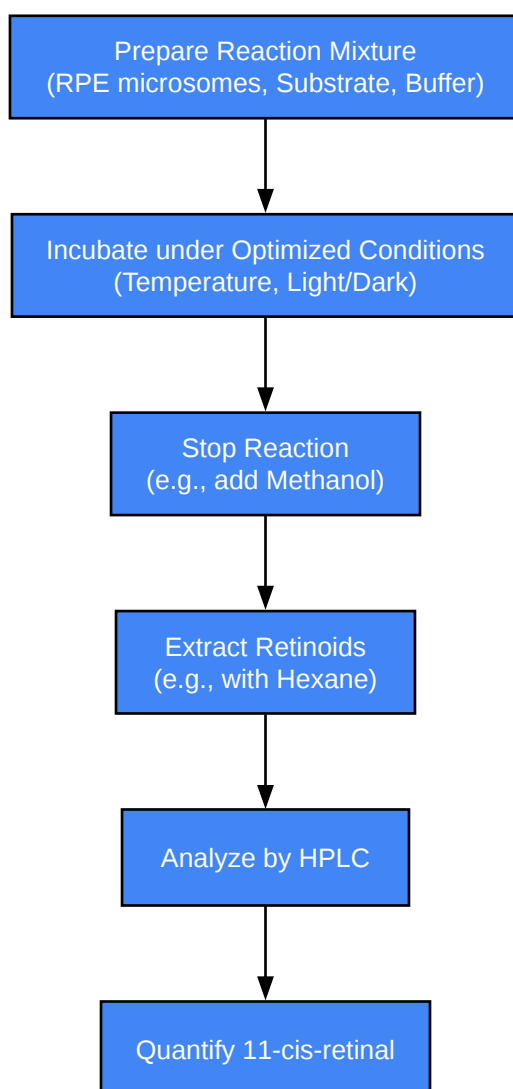 Prepare Reaction Mixture
(RPE microsomes, Substrate, Buffer)
Incubate under Optimized Conditions
(Temperature, Light/Dark)
Stop Reaction
(e.g., add Methanol)
Extract Retinoids
(e.g., with Hexane)
Analyze by HPLC
Quantify 11-cis-retinal